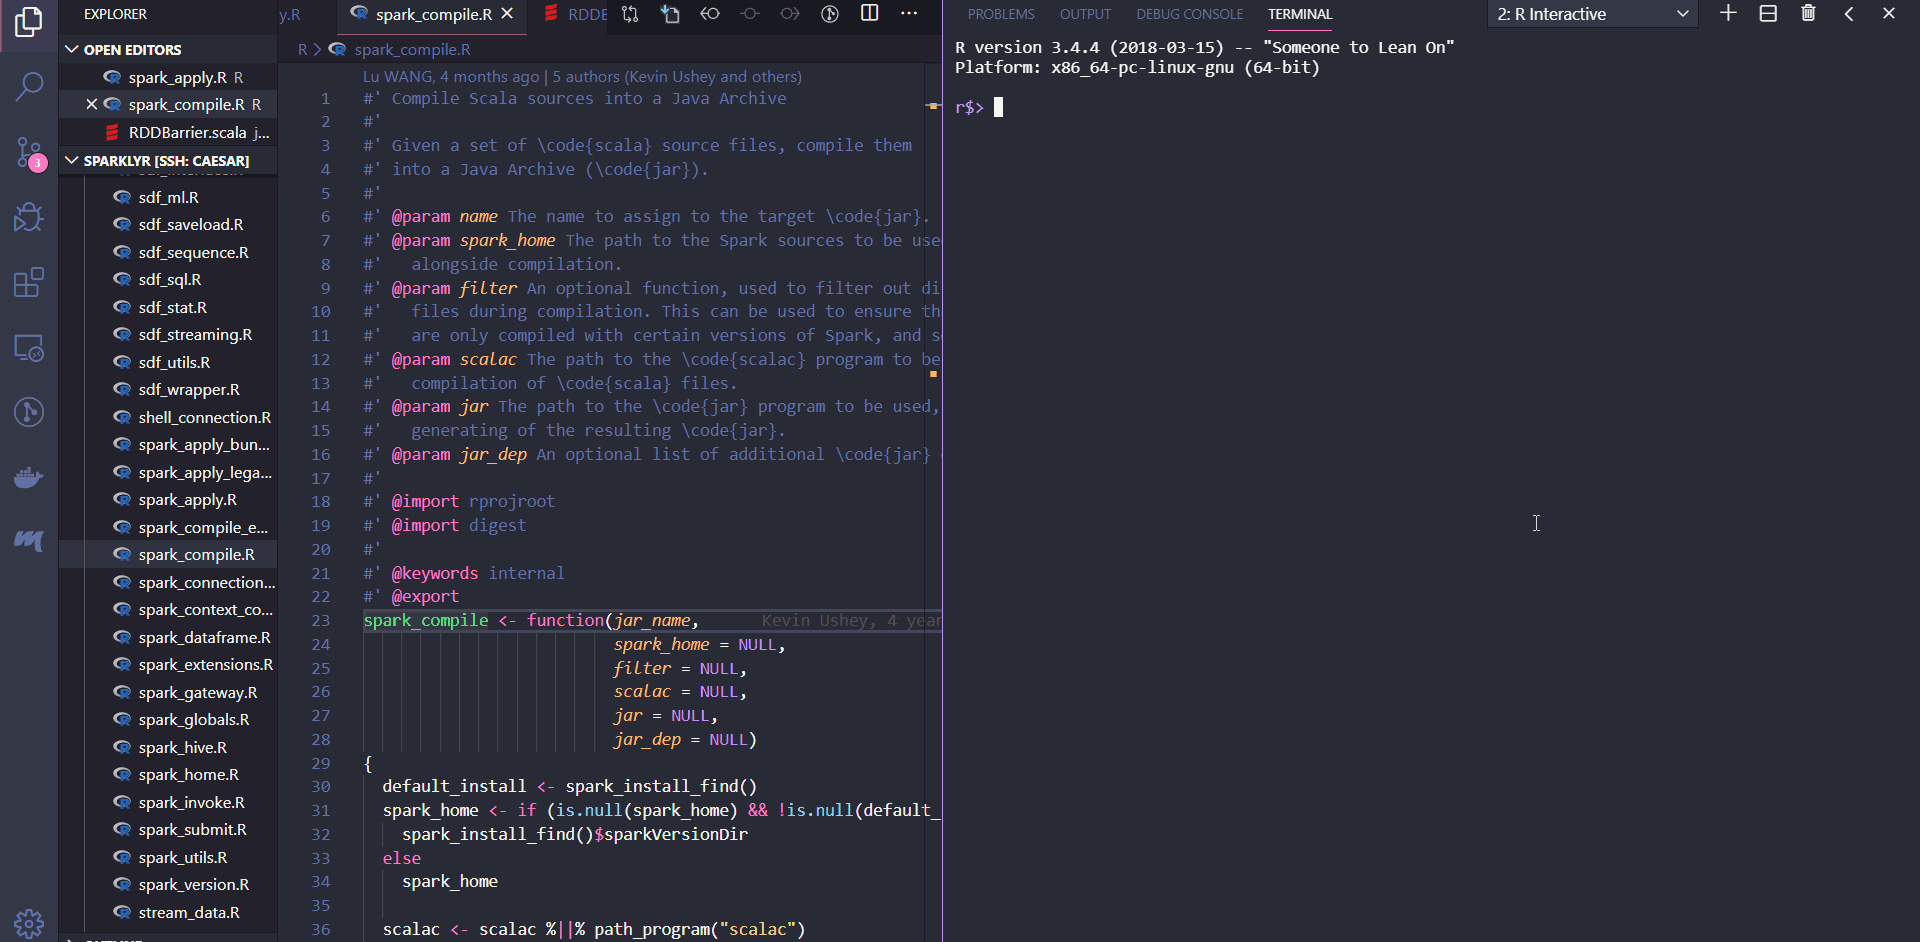 EXPLORER
OPEN EDITORS
spark_apply.R R
spark_compile.R R
RDDBarrier.scala j...
SPARKLYR [SSH: CAESAR]
sdf_ml.R
sdf_saveload.R
sdf_sequence.R
sdf_sql.R
sdf_stat.R
sdf_streaming.R
sdf_utils.R
sdf_wrapper.R
shell_connection.R
spark_apply_bun...
spark_apply_lega...
spark_apply.R
spark_compile_e...
spark_compile.R
spark_connection...
spark_context_co...
spark_dataframe.R
spark_extensions.R
spark_gateway.R
spark_globals.R
spark_hive.R
spark_home.R
spark_invoke.R
spark_submit.R
spark_utils.R
spark_version.R
stream_data.R
3
y.R
spark_compile.R
RDDB
R > spark_compile.R
Lu WANG, 4 months ago | 5 authors (Kevin Ushey and others)
1 #' Compile Scala sources into a Java Archive
2 #'
3 #' Given a set of \code{scala} source files, compile them
4 #' into a Java Archive (\code{jar}).
5 #'
6 #' @param name The name to assign to the target \code{jar}.
7 #' @param spark_home The path to the Spark sources to be use
8 #'   alongside compilation.
9 #' @param filter An optional function, used to filter out di
10 #'   files during compilation. This can be used to ensure th
11 #'   are only compiled with certain versions of Spark, and s
12 #' @param scalac The path to the \code{scalac} program to be
13 #'   compilation of \code{scala} files.
14 #' @param jar The path to the \code{jar} program to be used,
15 #'   generating of the resulting \code{jar}.
16 #' @param jar_dep An optional list of additional \code{jar}
17 #'
18 #' @import rprojroot
19 #' @import digest
20 #'
21 #' @keywords internal
22 #' @export
23 spark_compile <- function(jar_name, Kevin Ushey, 4 year
24 spark_home = NULL,
25 filter = NULL,
26 scalac = NULL,
27 jar = NULL,
28 jar_dep = NULL)
29 {
30   default_install <- spark_install_find()
31   spark_home <- if (is.null(spark_home) && !is.null(default_
32     spark_install_find()$sparkVersionDir
33   else
34     spark_home
35
36   scalac <- scalac %||% path_program("scalac")
PROBLEMS OUTPUT DEBUG CONSOLE TERMINAL
2: R Interactive
R version 3.4.4 (2018-03-15) -- "Someone to Lean On"
Platform: x86_64-pc-linux-gnu (64-bit)
r$>